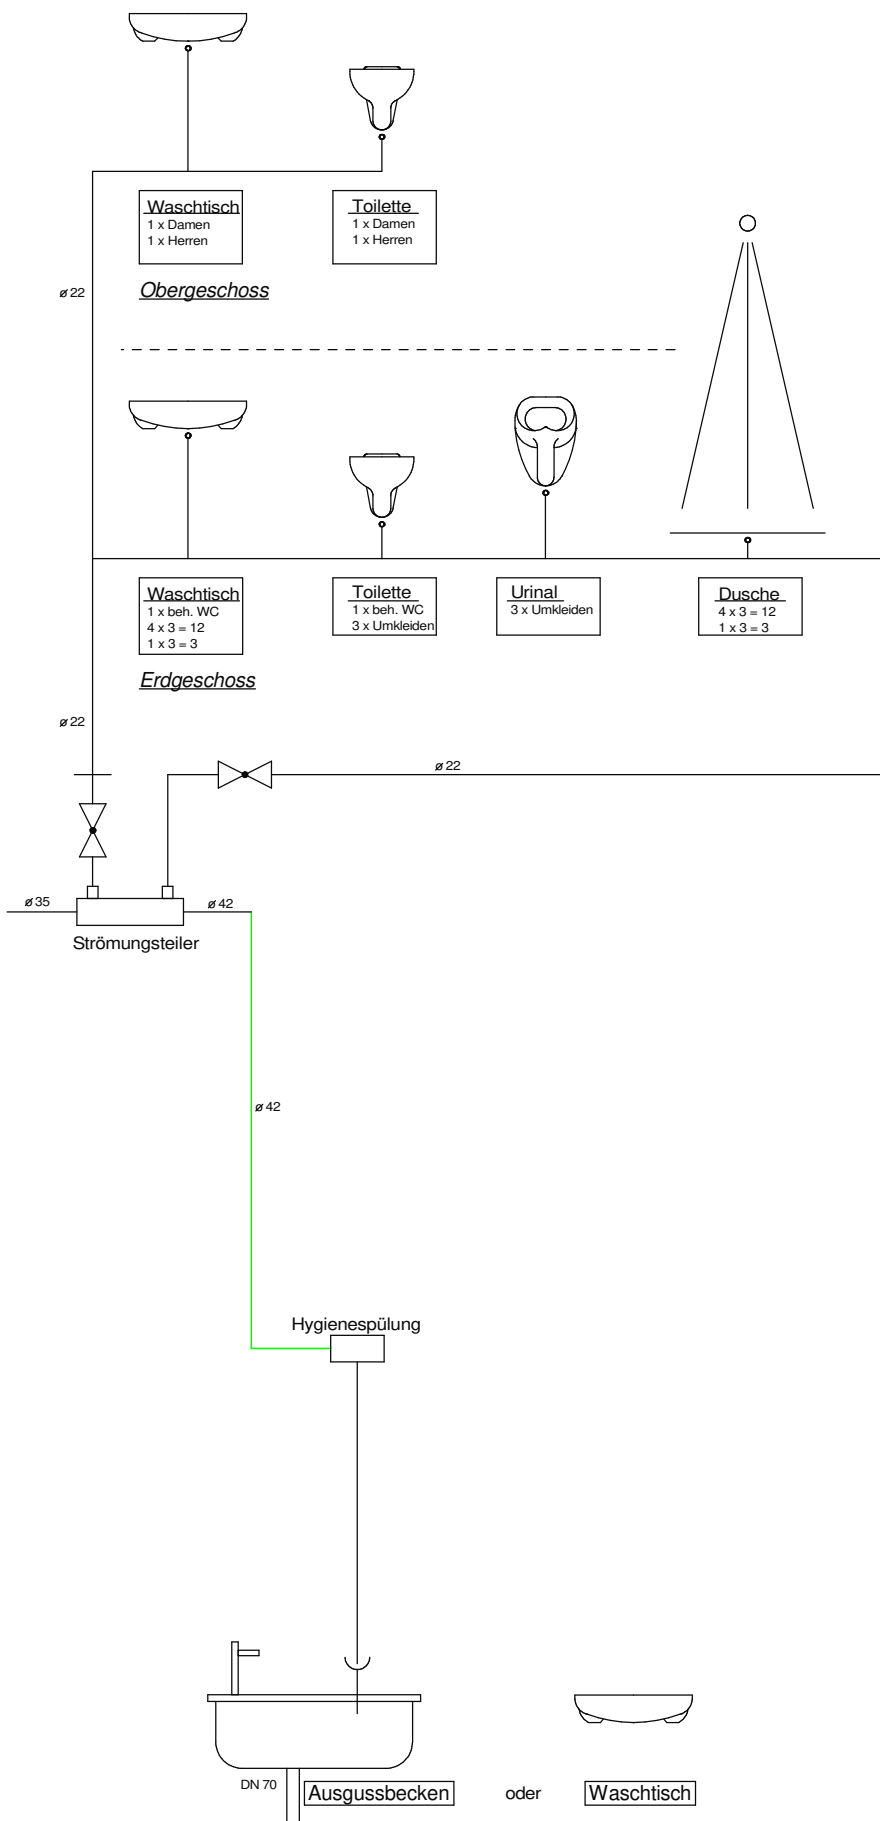 Waschtisch
1 x Damen
1 x Herren
Toilette
1 x Damen
1 x Herren
ø 22
Obergeschoss
Waschtisch
1 x beh. WC
4 x 3 = 12
1 x 3 = 3
Toilette
1 x beh. WC
3 x Umkleiden
Urinal
3 x Umkleiden
Dusche
4 x 3 = 12
1 x 3 = 3
Erdgeschoss
ø 22
ø 22
ø 35
ø 42
Strömungsteiler
ø 42
Hygienespülung
DN 70
Ausgussbecken oder Waschtisch